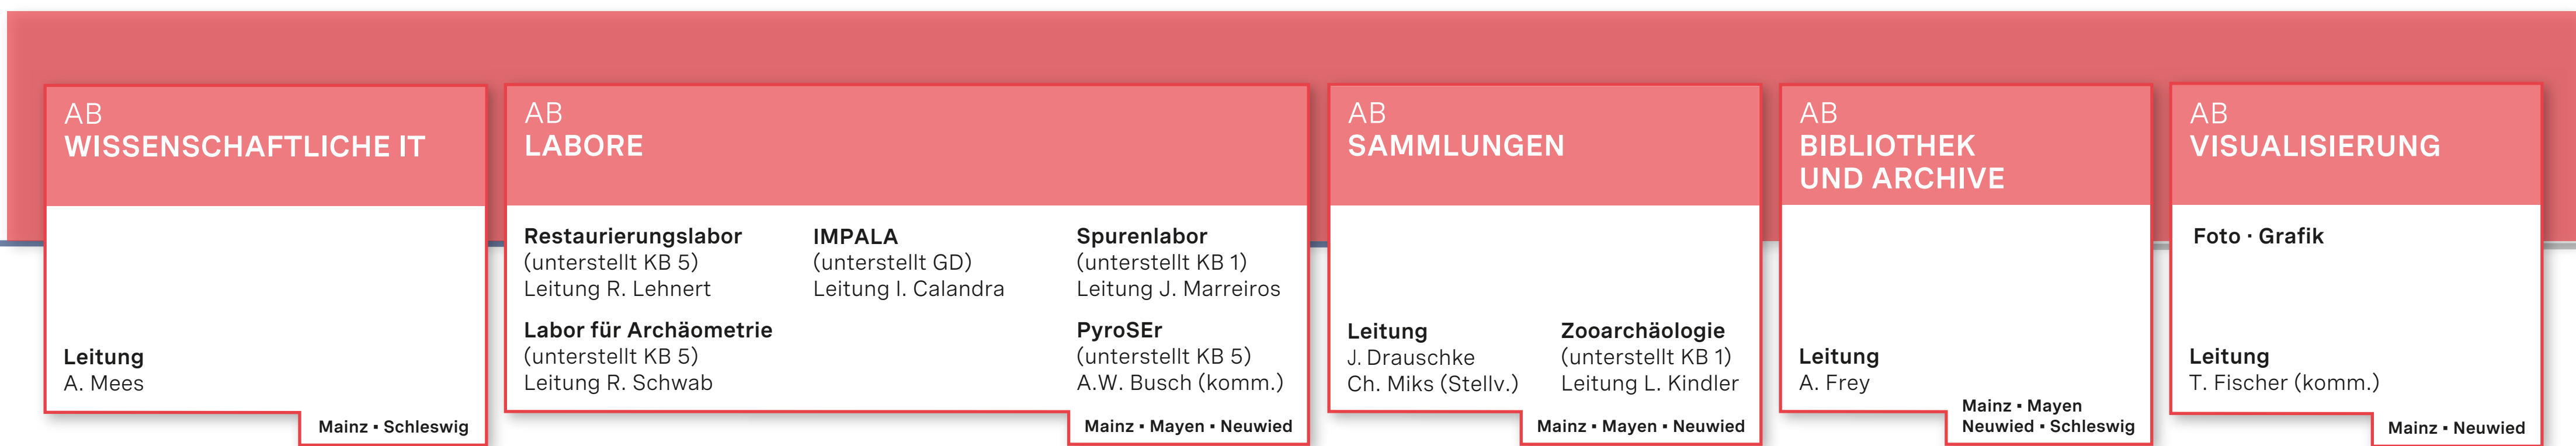 AB
WISSENSCHAFTLICHE IT
Leitung
A. Mees
Mainz ▪ Schleswig
AB
LABORE
Restaurierungslabor
(unterstellt KB 5)
Leitung R. Lehnert
Labor für Archäometrie
(unterstellt KB 5)
Leitung R. Schwab
IMPALA
(unterstellt GD)
Leitung I. Calandra
Spurenlabor
(unterstellt KB 1)
Leitung J. Marreiros
PyroSEr
(unterstellt KB 5)
A.W. Busch (komm.)
Mainz ▪ Mayen ▪ Neuwied
AB
SAMMLUNGEN
Leitung
J. Drauschke
Ch. Miks (Stellv.)
Zooarchäologie
(unterstellt KB 1)
Leitung L. Kindler
Mainz ▪ Mayen ▪ Neuwied
AB
BIBLIOTHEK
UND ARCHIVE
Leitung
A. Frey
Mainz ▪ Mayen
Neuwied ▪ Schleswig
AB
VISUALISIERUNG
Foto · Grafik
Leitung
T. Fischer (komm.)
Mainz ▪ Neuwied